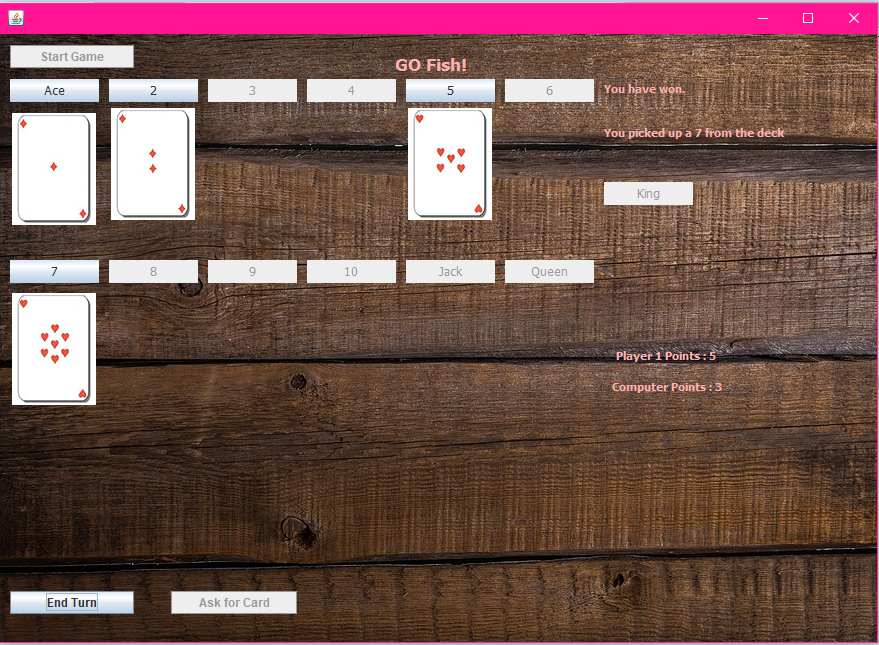 Start Game
GO Fish!
Ace 2 3 4 5 6
You have won.
You picked up a 7 from the deck
King
7 8 9 10 Jack Queen
Player 1 Points : 5
Computer Points : 3
End Turn Ask for Card